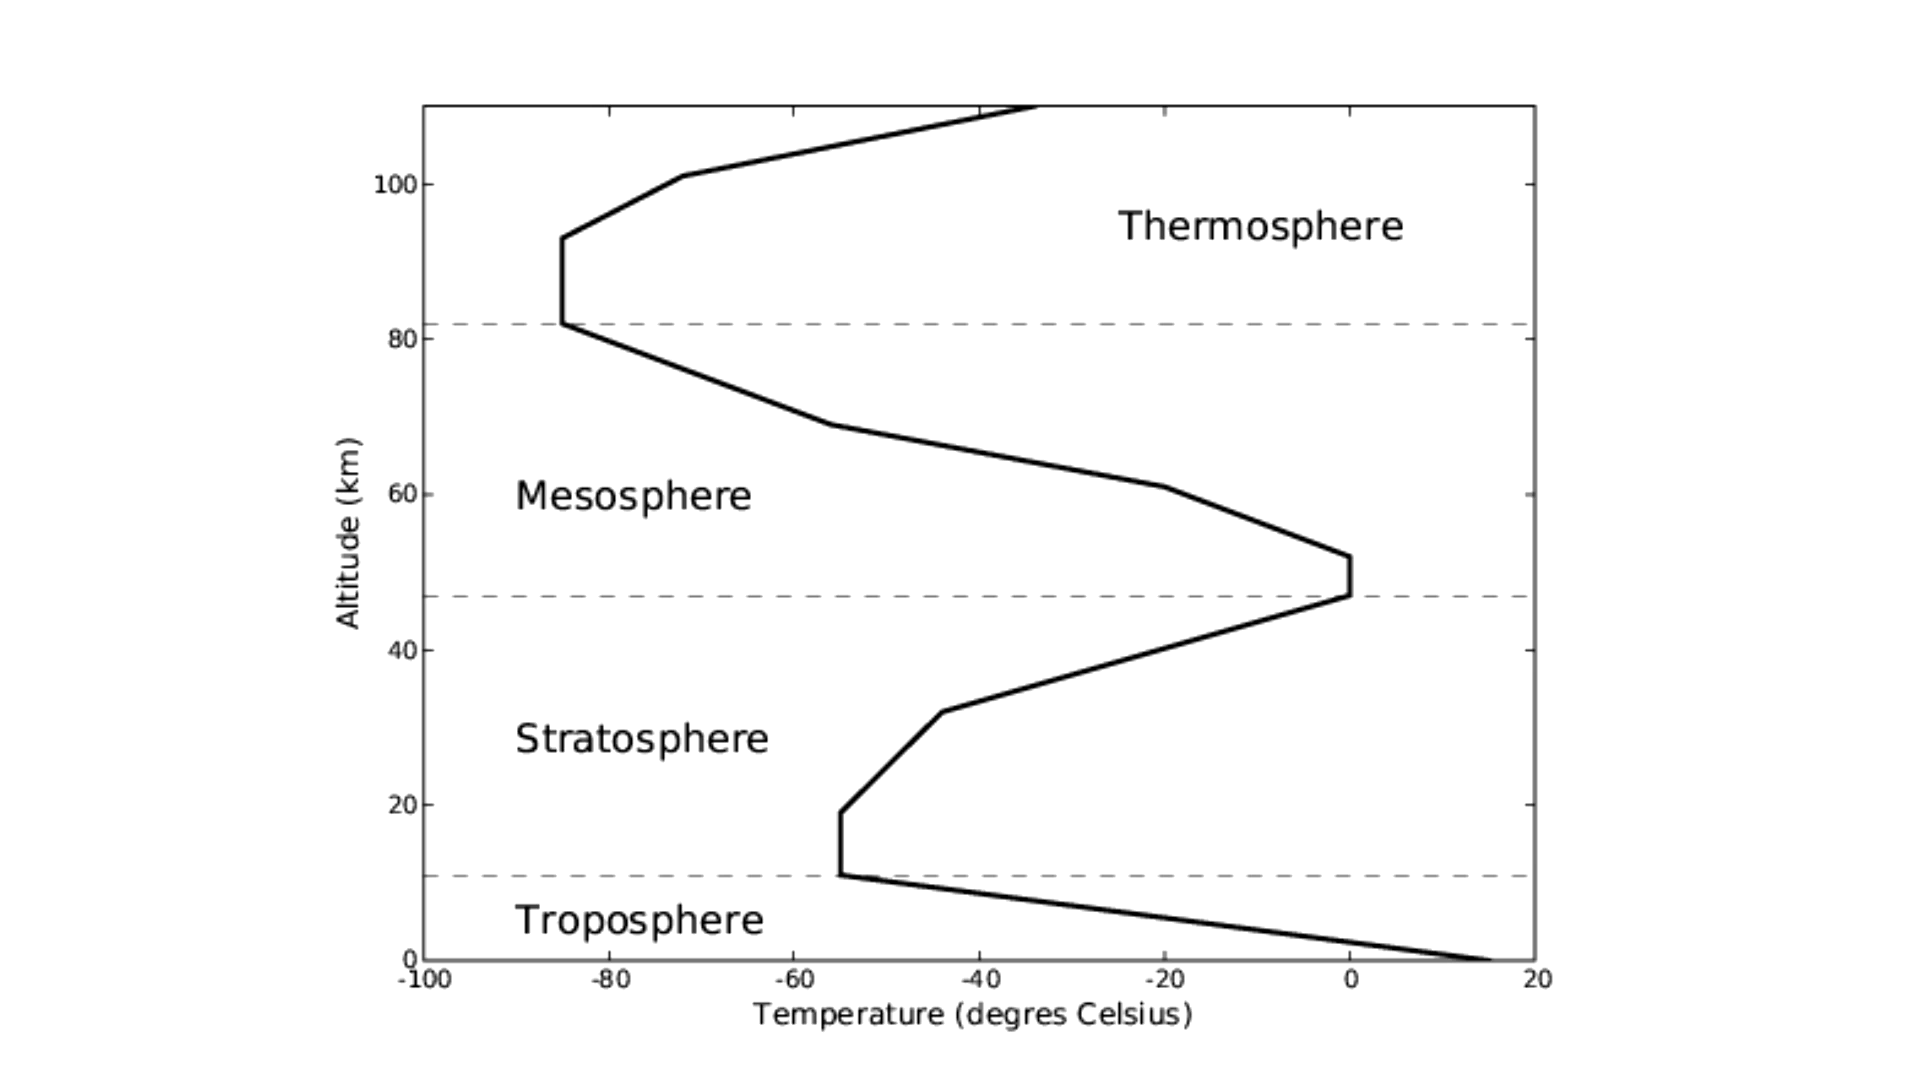 100
Thermosphere
80
Altitude (km)
60
Mesosphere
40
Stratosphere
20
Troposphere
0
-100 -80 -60 -40 -20 0 20
Temperature (degres Celsius)